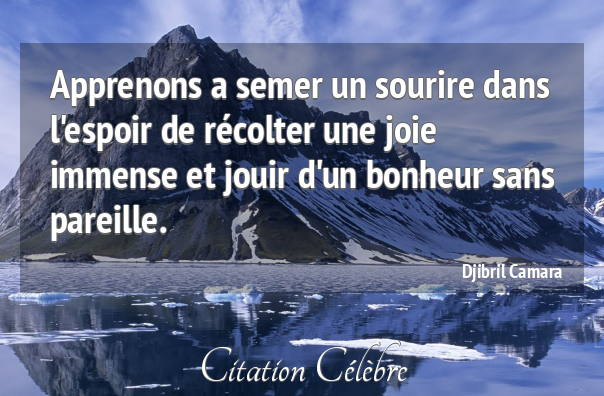 Apprenons a semer un sourire dans
l'espoir de récolter une joie
immense et jouir d'un bonheur sans
pareille.
Djibril Camara
Citation Célèbre